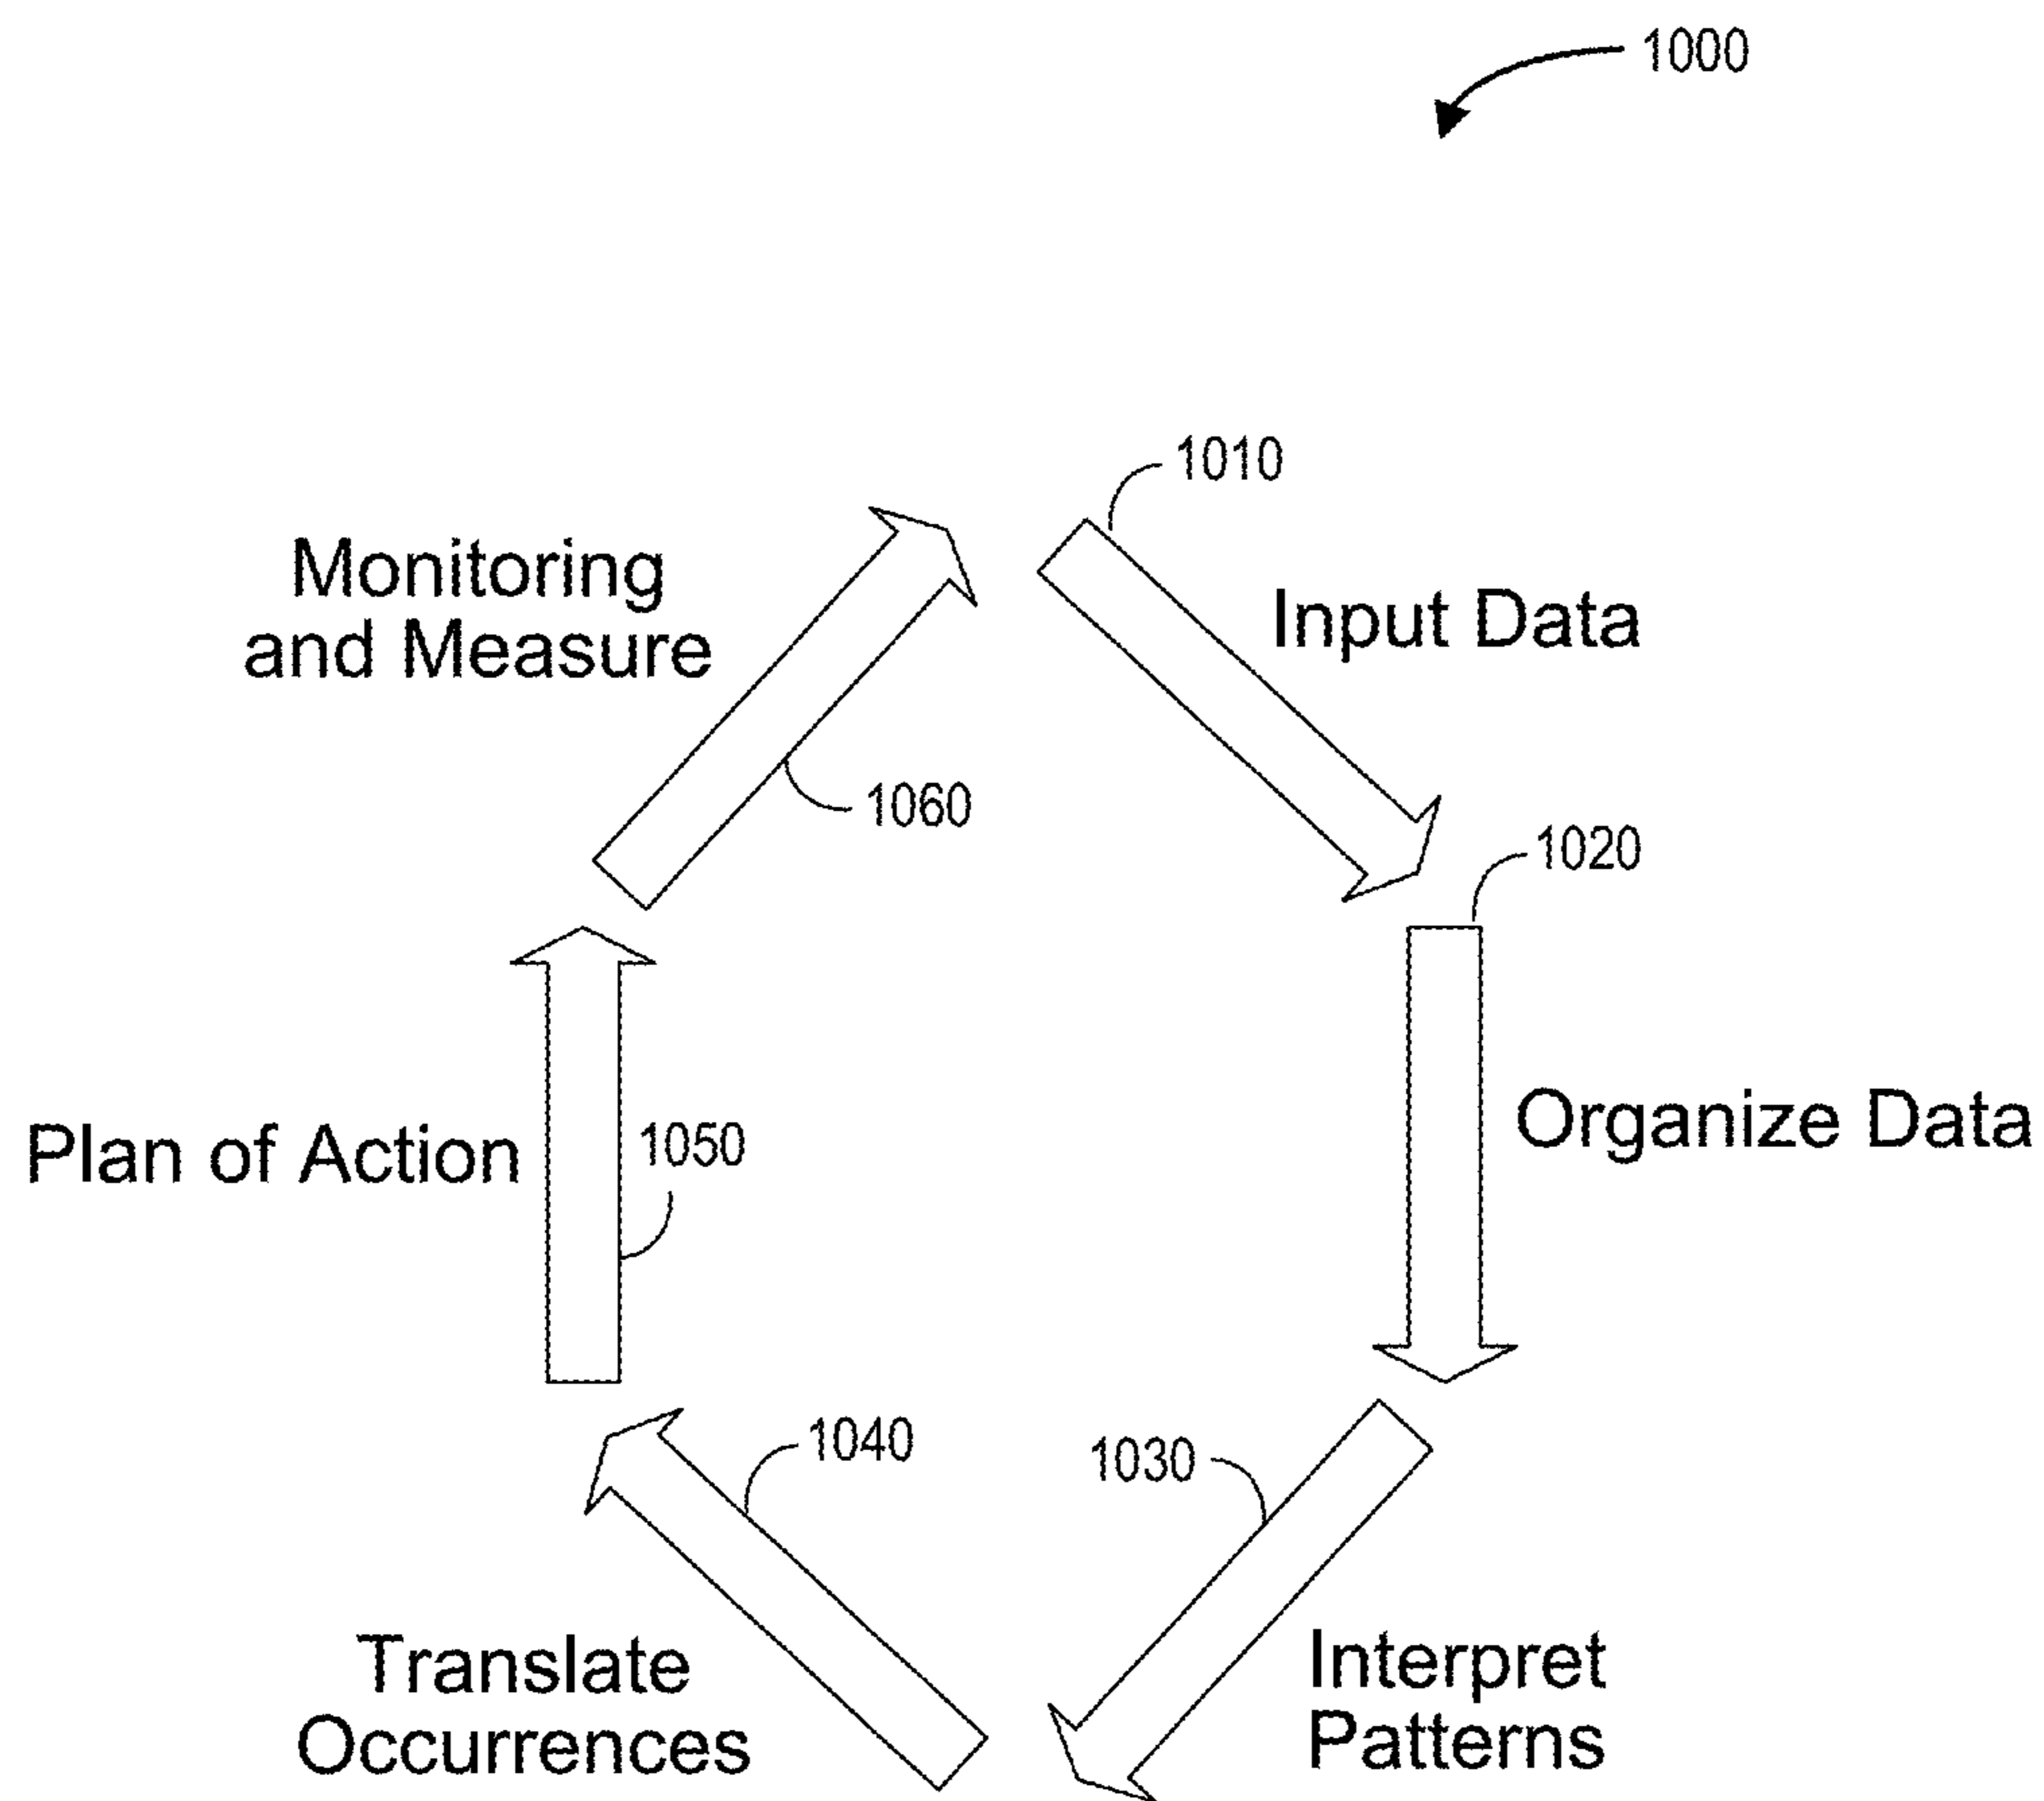 1000
1010
Monitoring
and Measure
Input Data
1060
1020
Plan of Action
1050
Organize Data
1040
1030
Translate
Occurrences
Interpret
Patterns